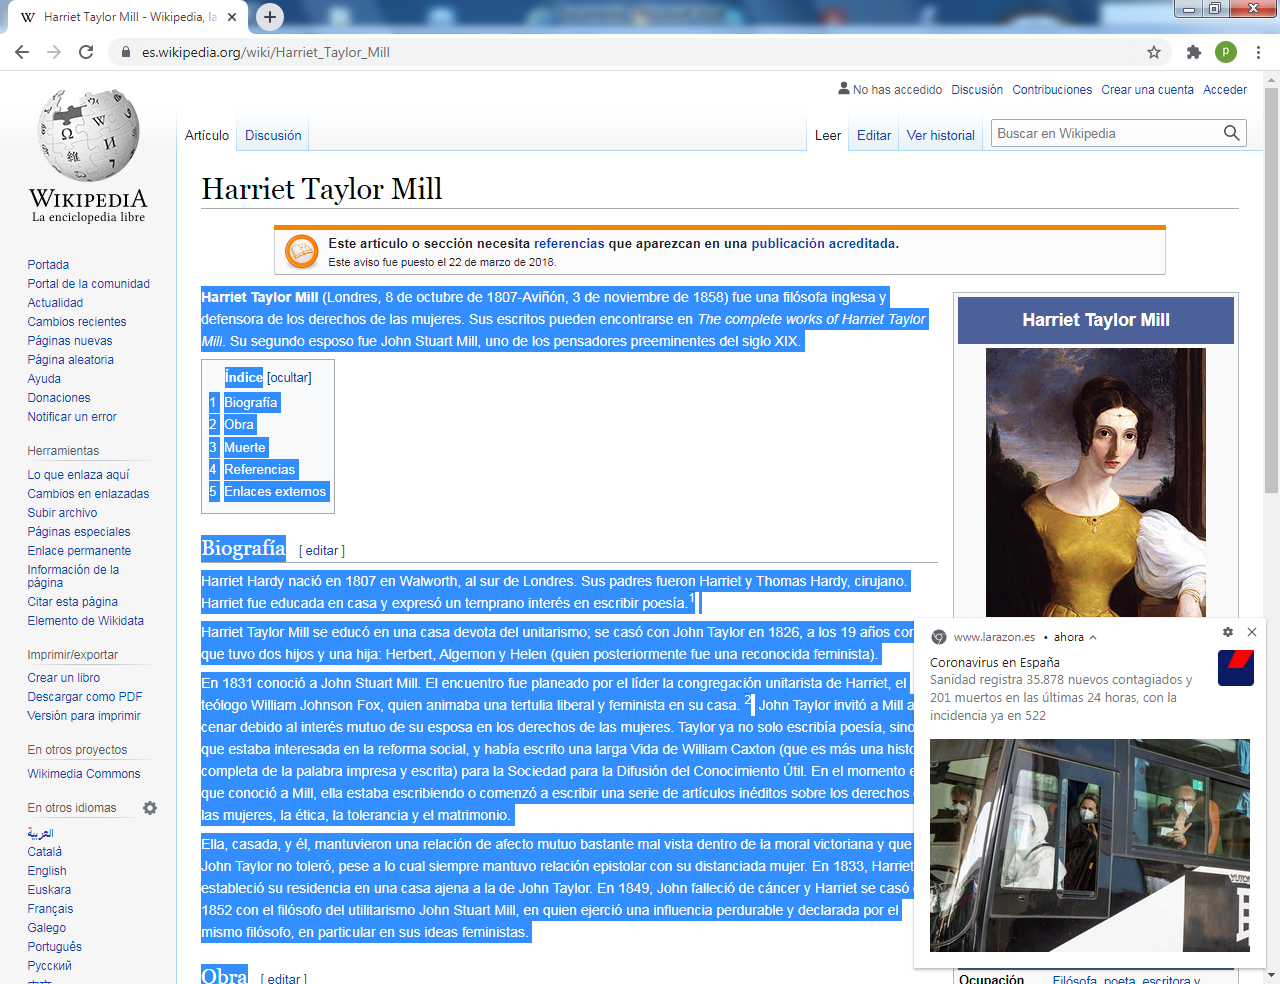 Harriet Taylor Mill - Wikipedia, la
es.wikipedia.org/wiki/Harriet_Taylor_Mill
P
No has accedido Discusión Contribuciones Crear una cuenta Acceder
Artículo Discusión Leer Editar Ver historial Buscar en Wikipedia
WIKIPEDIA
La enciclopedia libre
Harriet Taylor Mill
Este artículo o sección necesita referencias que aparezcan en una publicación acreditada.
Este aviso fue puesto el 22 de marzo de 2018.
Portada
Portal de la comunidad
Actualidad
Cambios recientes
Páginas nuevas
Página aleatoria
Ayuda
Donaciones
Notificar un error
Herramientas
Lo que enlaza aquí
Cambios en enlazadas
Subir archivo
Páginas especiales
Enlace permanente
Información de la
página
Citar esta página
Elemento de Wikidata
Imprimir/exportar
Crear un libro
Descargar como PDF
Versión para imprimir
En otros proyectos
Wikimedia Commons
En otros idiomas
العربية
Català
English
Euskara
Français
Galego
Português
Русский
中文
Harriet Taylor Mill (Londres, 8 de octubre de 1807-Aviñón, 3 de noviembre de 1858) fue una filósofa inglesa y
defensora de los derechos de las mujeres. Sus escritos pueden encontrarse en The complete works of Harriet Taylor
Mill. Su segundo esposo fue John Stuart Mill, uno de los pensadores preeminentes del siglo XIX.
Índice [ocultar]
1 Biografía
2 Obra
3 Muerte
4 Referencias
5 Enlaces externos
Biografía [ editar ]
Harriet Hardy nació en 1807 en Walworth, al sur de Londres. Sus padres fueron Harriet y Thomas Hardy, cirujano.
Harriet fue educada en casa y expresó un temprano interés en escribir poesía.1
Harriet Taylor Mill se educó en una casa devota del unitarismo; se casó con John Taylor en 1826, a los 19 años con
que tuvo dos hijos y una hija: Herbert, Algernon y Helen (quien posteriormente fue una reconocida feminista).
En 1831 conoció a John Stuart Mill. El encuentro fue planeado por el líder la congregación unitarista de Harriet, el
teólogo William Johnson Fox, quien animaba una tertulia liberal y feminista en su casa. 2 John Taylor invitó a Mill a
cenar debido al interés mutuo de su esposa en los derechos de las mujeres. Taylor ya no solo escribía poesía, sino
que estaba interesada en la reforma social, y había escrito una larga Vida de William Caxton (que es más una histo
completa de la palabra impresa y escrita) para la Sociedad para la Difusión del Conocimiento Útil. En el momento e
que conoció a Mill, ella estaba escribiendo o comenzó a escribir una serie de artículos inéditos sobre los derechos
las mujeres, la ética, la tolerancia y el matrimonio.
Ella, casada, y él, mantuvieron una relación de afecto mutuo bastante mal vista dentro de la moral victoriana y que
John Taylor no toleró, pese a lo cual siempre mantuvo relación epistolar con su distanciada mujer. En 1833, Harriet
estableció su residencia en una casa ajena a la de John Taylor. En 1849, John falleció de cáncer y Harriet se casó
1852 con el filósofo del utilitarismo John Stuart Mill, en quien ejerció una influencia perdurable y declarada por el
mismo filósofo, en particular en sus ideas feministas.
Obra [ editar ]
Harriet Taylor Mill
www.larazon.es • ahora
Coronavirus en España
Sanidad registra 35.878 nuevos contagiados y
201 muertos en las últimas 24 horas, con la
incidencia ya en 522
Ocupación Filósofa, poeta, escritora y